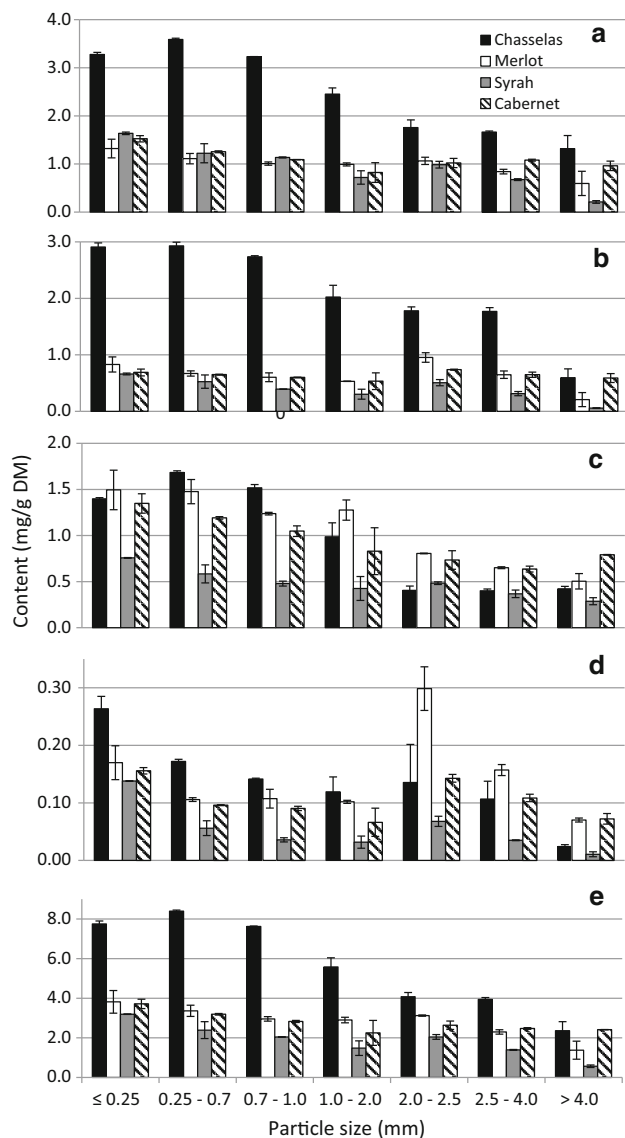 4.0
3.0
2.0
1.0
0.0
Chasselas
Merlot
Syrah
Cabernet
a
3.0
2.0
1.0
0.0
b
2.0
1.5
1.0
0.5
0.0
c
0.30
0.20
0.10
0.00
d
8.0
6.0
4.0
2.0
0.0
e
Content (mg/g DM)
≤ 0.25 0.25 - 0.7 0.7 - 1.0 1.0 - 2.0 2.0 - 2.5 2.5 - 4.0 > 4.0
Particle size (mm)